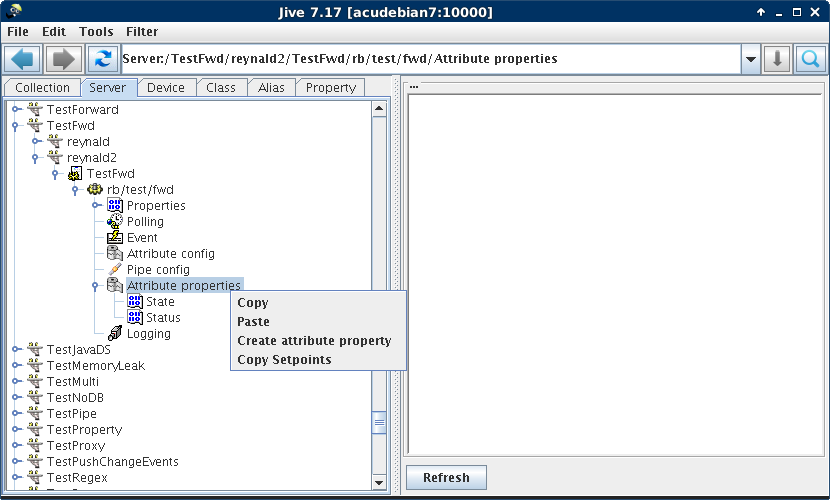 Jive 7.17 [acudebian7:10000]
File Edit Tools Filter
Server:/TestFwd/reynald2/TestFwd/rb/test/fwd/Attribute properties
Collection Server Device Class Alias Property
...
TestForward
TestFwd
reynald
reynald2
TestFwd
rb/test/fwd
Properties
Polling
Event
Attribute config
Pipe config
Attribute properties
State
Status
Logging
Copy
Paste
Create attribute property
Copy Setpoints
TestJavaDS
TestMemoryLeak
TestMulti
TestNoDB
TestPipe
TestProperty
TestProxy
TestPushChangeEvents
TestRegex
Refresh